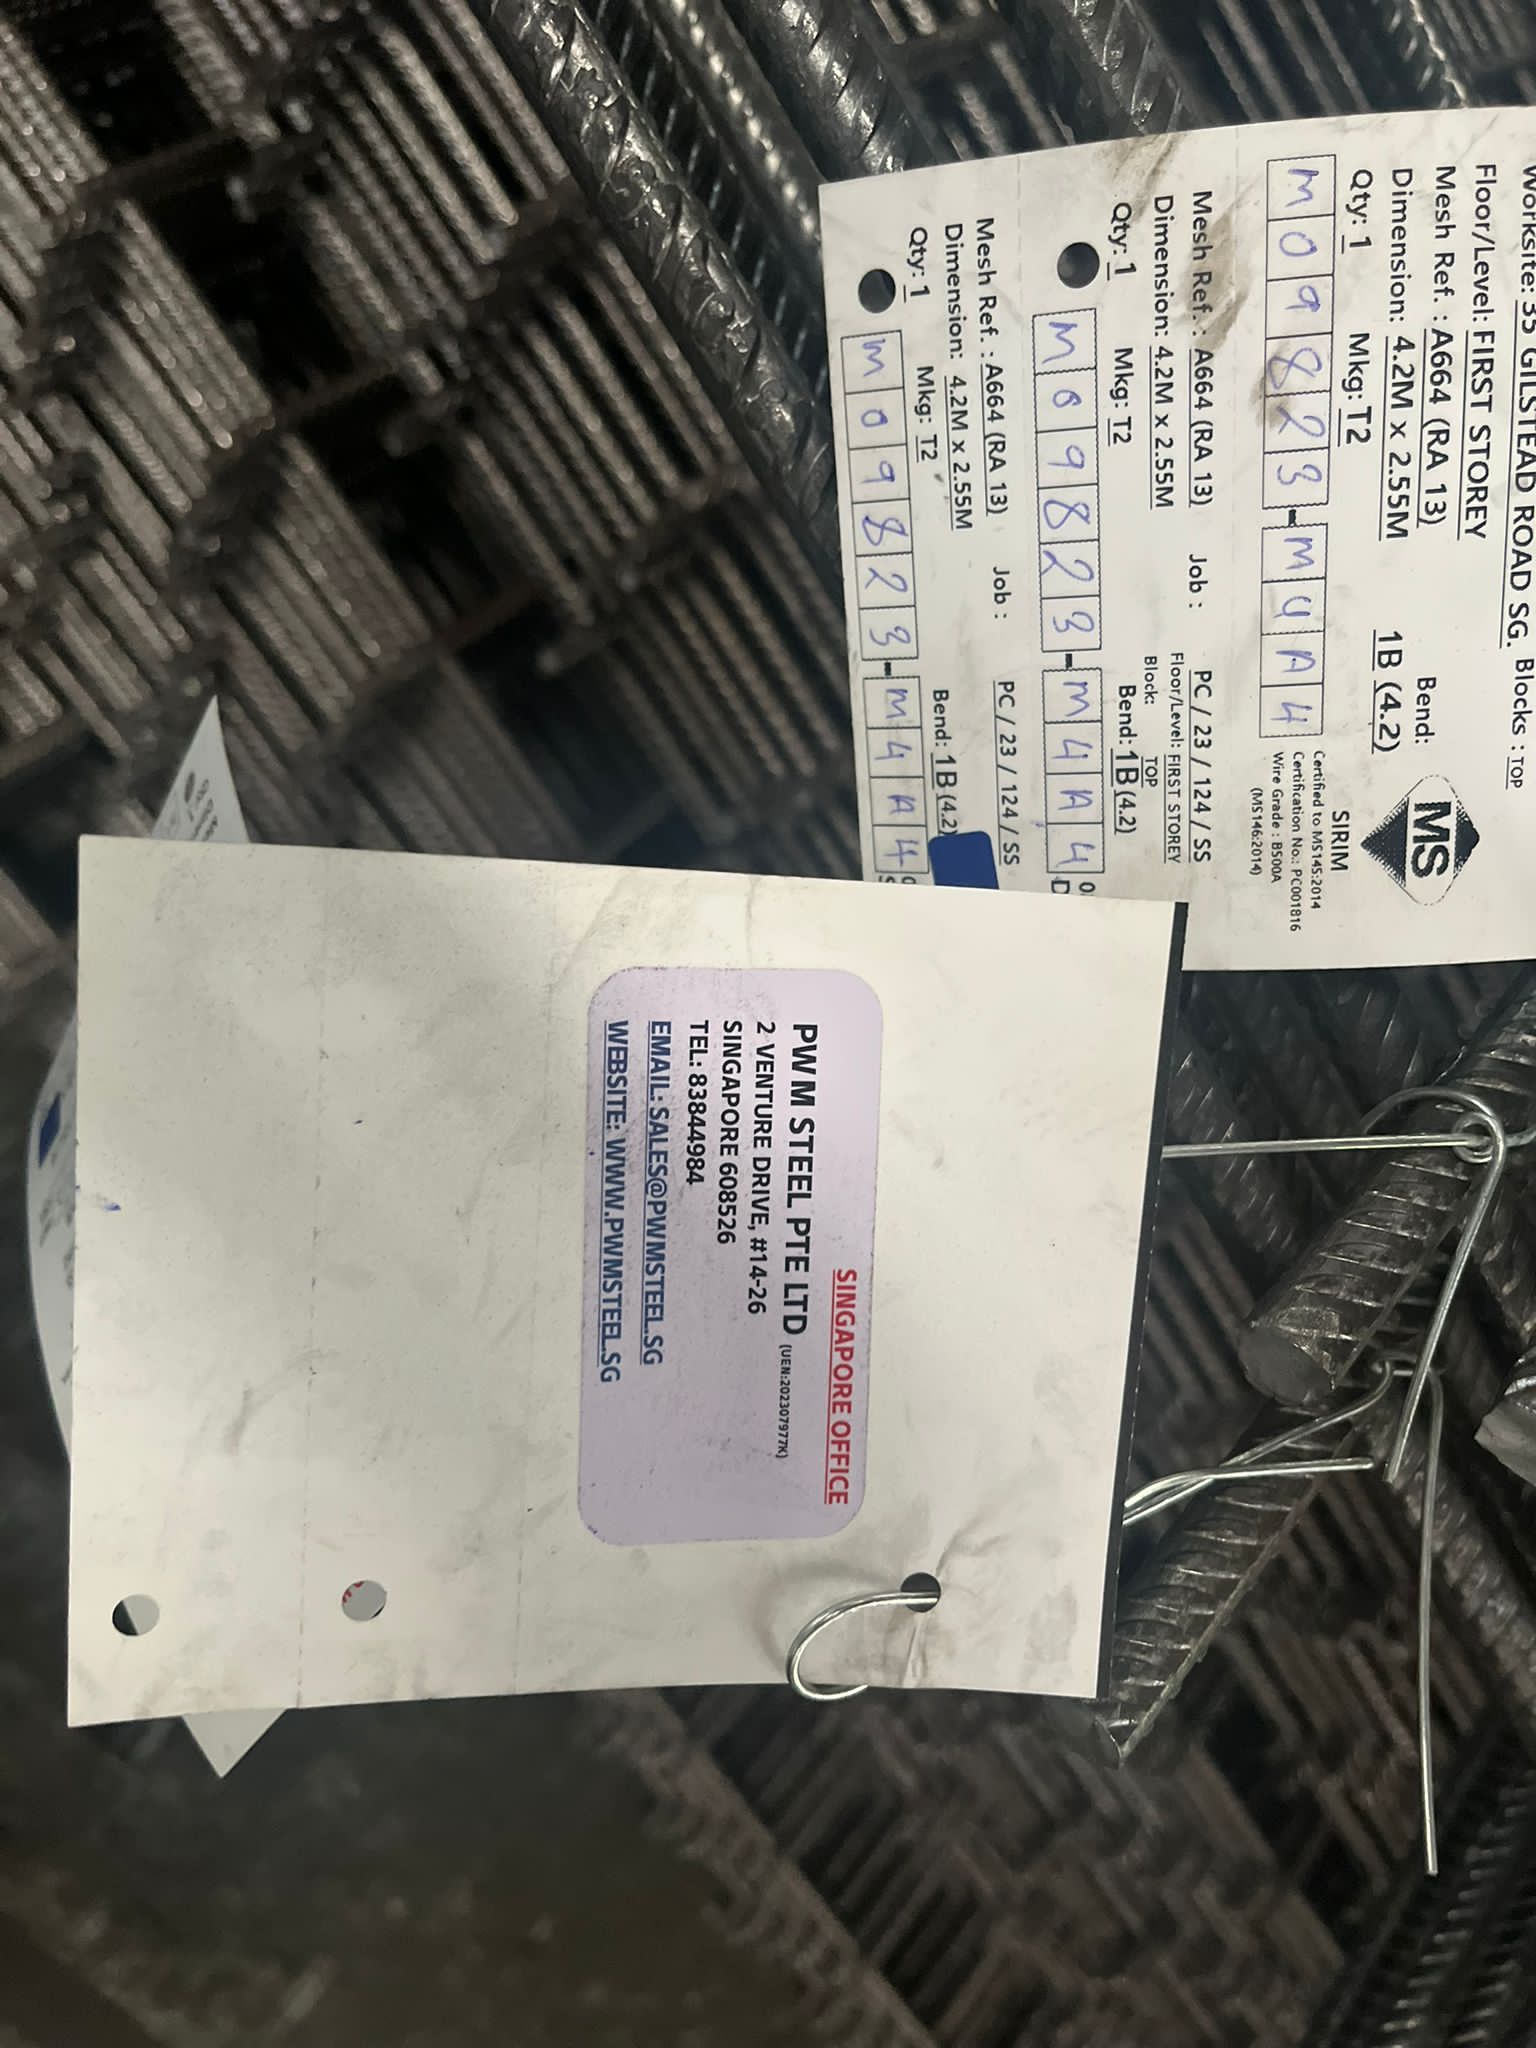 Worksite: 35 GILSTEAD ROAD SG. Blocks : TOP
Floor/Level: FIRST STOREY
Mesh Ref. : A664 (RA 13)
Dimension: 4.2M x 2.55M
Bend:
Qty: 1 Mkg: T2 1B (4.2)
M09823-M4A4
MS
SIRIM
Certified to MS145:2014
Certification No.: PC001816
Wire Grade : B500A
(MS146:2014)
Mesh Ref. : A664 (RA 13) Job : PC / 23 / 124 / SS
Dimension: 4.2M x 2.55M
Floor/Level: FIRST STOREY
Block: TOP
Qty: 1 Mkg: T2 Bend: 1B (4.2)
M09823-M4A4
Mesh Ref. : A664 (RA 13) Job : PC / 23 / 124 / SS
Dimension: 4.2M x 2.55M
Qty: 1 Mkg: T2 Bend: 1B (4.2)
M09823-M4A4
SINGAPORE OFFICE
PWM STEEL PTE LTD (UEN:202307977K)
2 VENTURE DRIVE, #14-26
SINGAPORE 608526
TEL: 83844984
EMAIL: SALES@PWMSTEEL.SG
WEBSITE: WWW.PWMSTEEL.SG